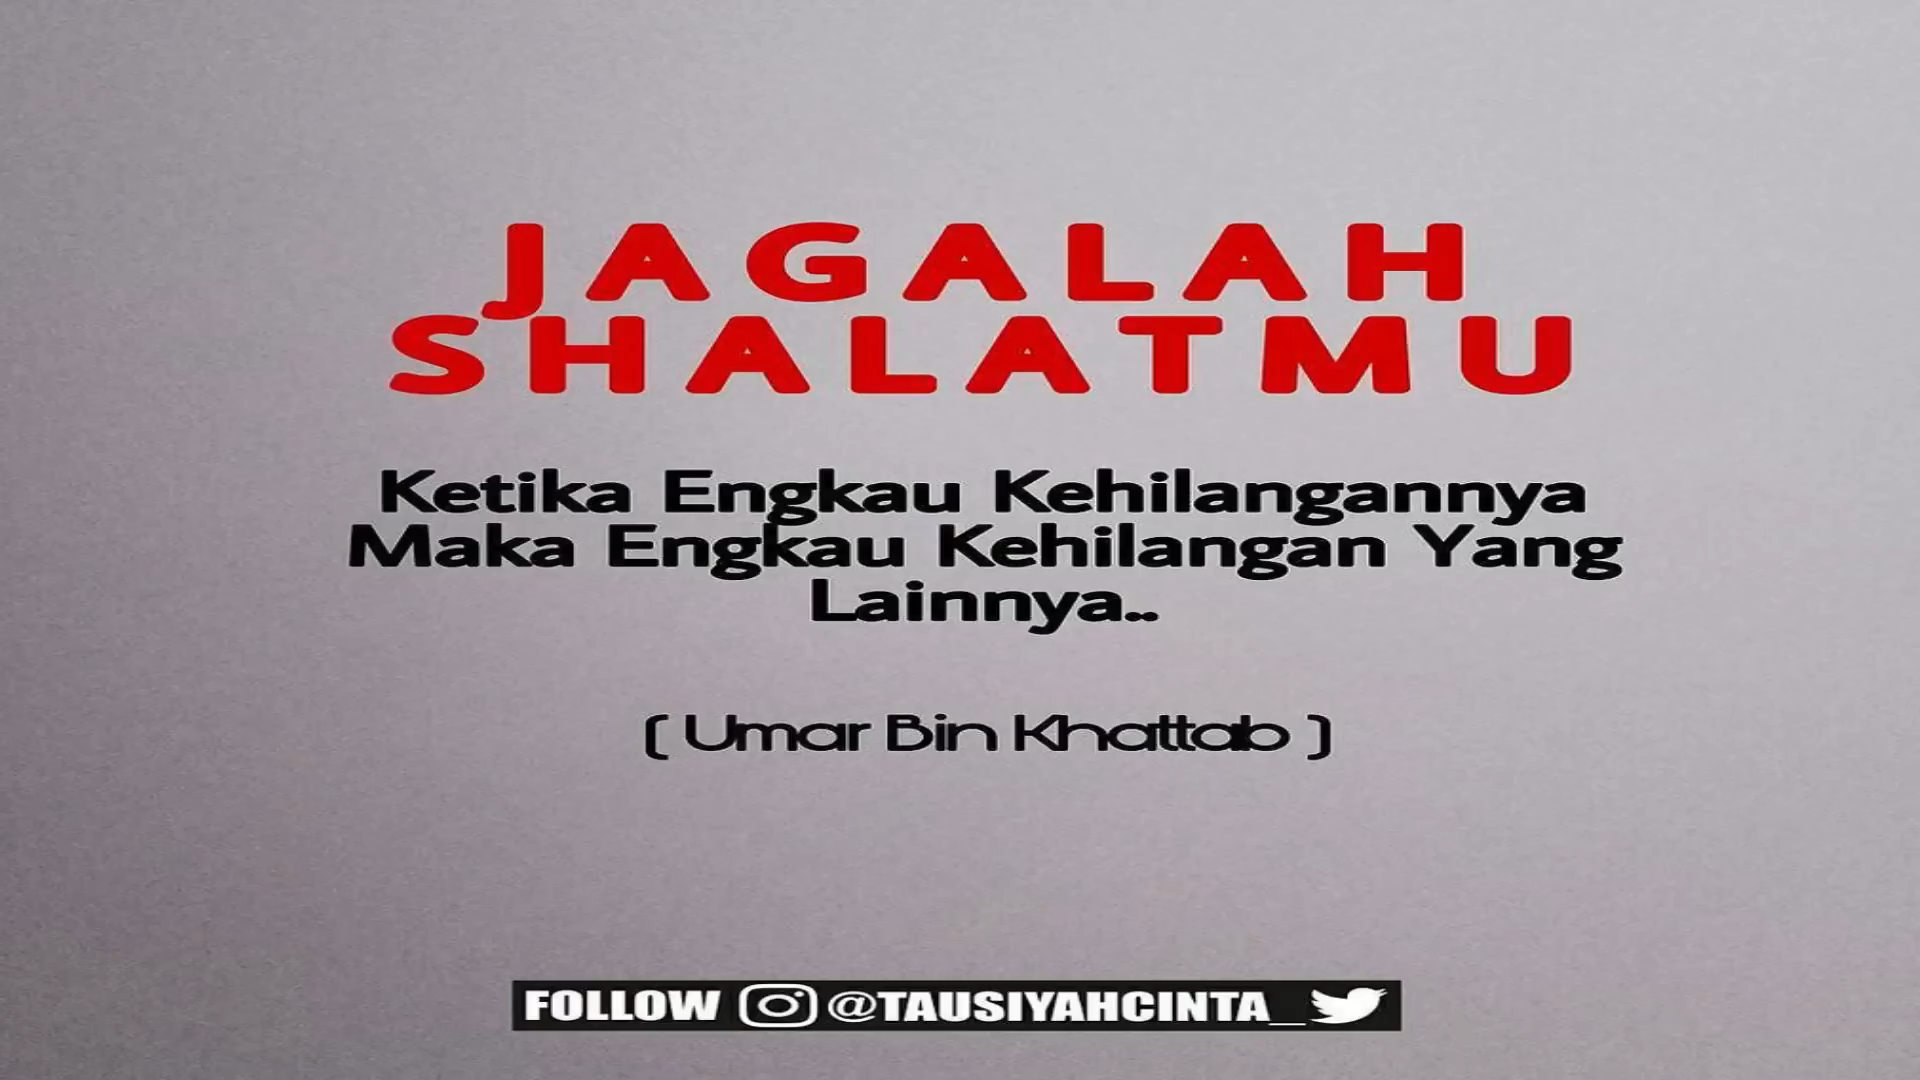 JAGALAH
SHALATMU
Ketika Engkau Kehilangannya
Maka Engkau Kehilangan Yang
Lainnya..
( Umar Bin Khattab )
FOLLOW @TAUSIYAHCINTA_